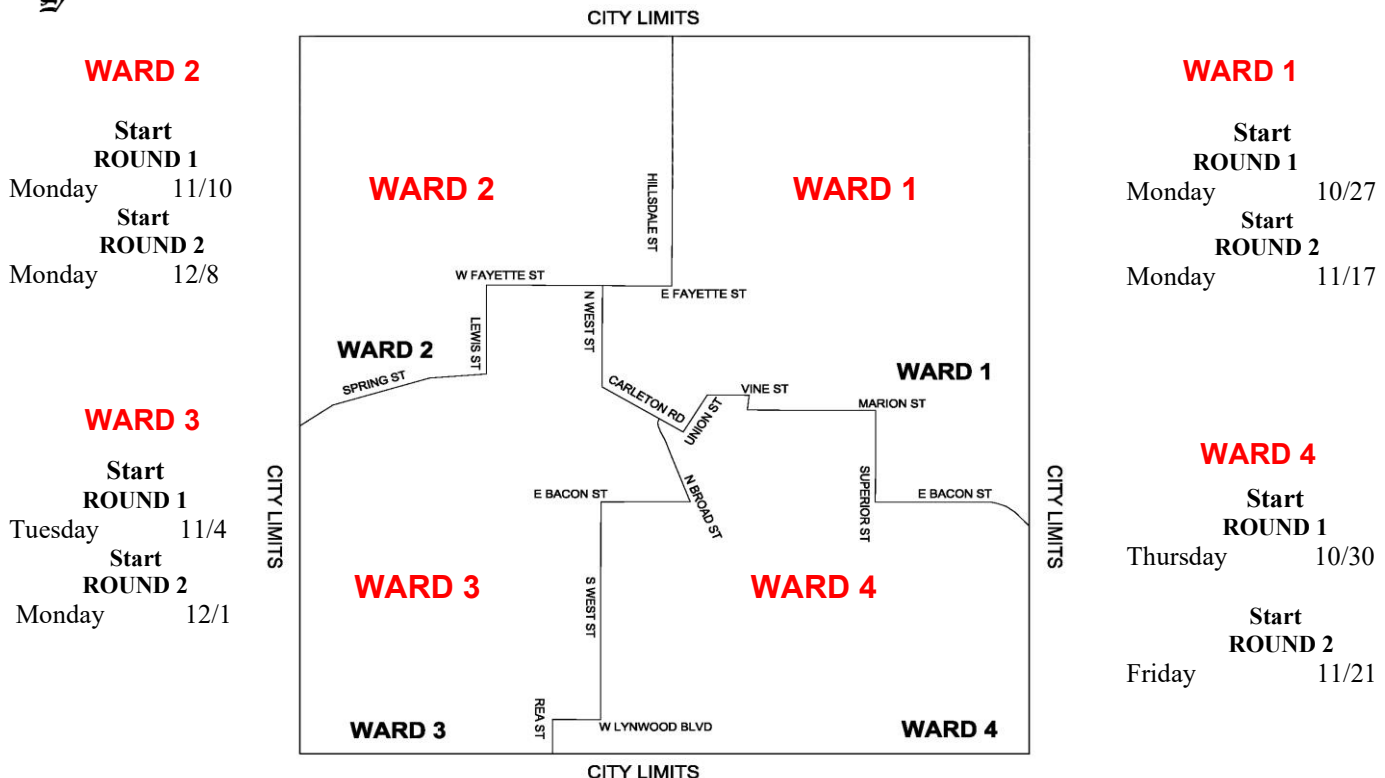 CITY LIMITS
WARD 2
Start
ROUND 1
Monday 11/10
Start
ROUND 2
Monday 12/8
WARD 3
Start
ROUND 1
Tuesday 11/4
Start
ROUND 2
Monday 12/1
CITY LIMITS
WARD 2
WARD 1
HILLSDALE ST
W FAYETTE ST
E FAYETTE ST
N WEST ST
LEWIS ST
WARD 2
SPRING ST
CARLETON RD
UNION ST
VINE ST
WARD 1
MARION ST
N BROAD ST
SUPERIOR ST
E BACON ST
E BACON ST
WARD 3
S WEST ST
WARD 4
REA ST
W LYNWOOD BLVD
WARD 3
WARD 4
CITY LIMITS
CITY LIMITS
WARD 1
Start
ROUND 1
Monday 10/27
Start
ROUND 2
Monday 11/17
WARD 4
Start
ROUND 1
Thursday 10/30
Start
ROUND 2
Friday 11/21